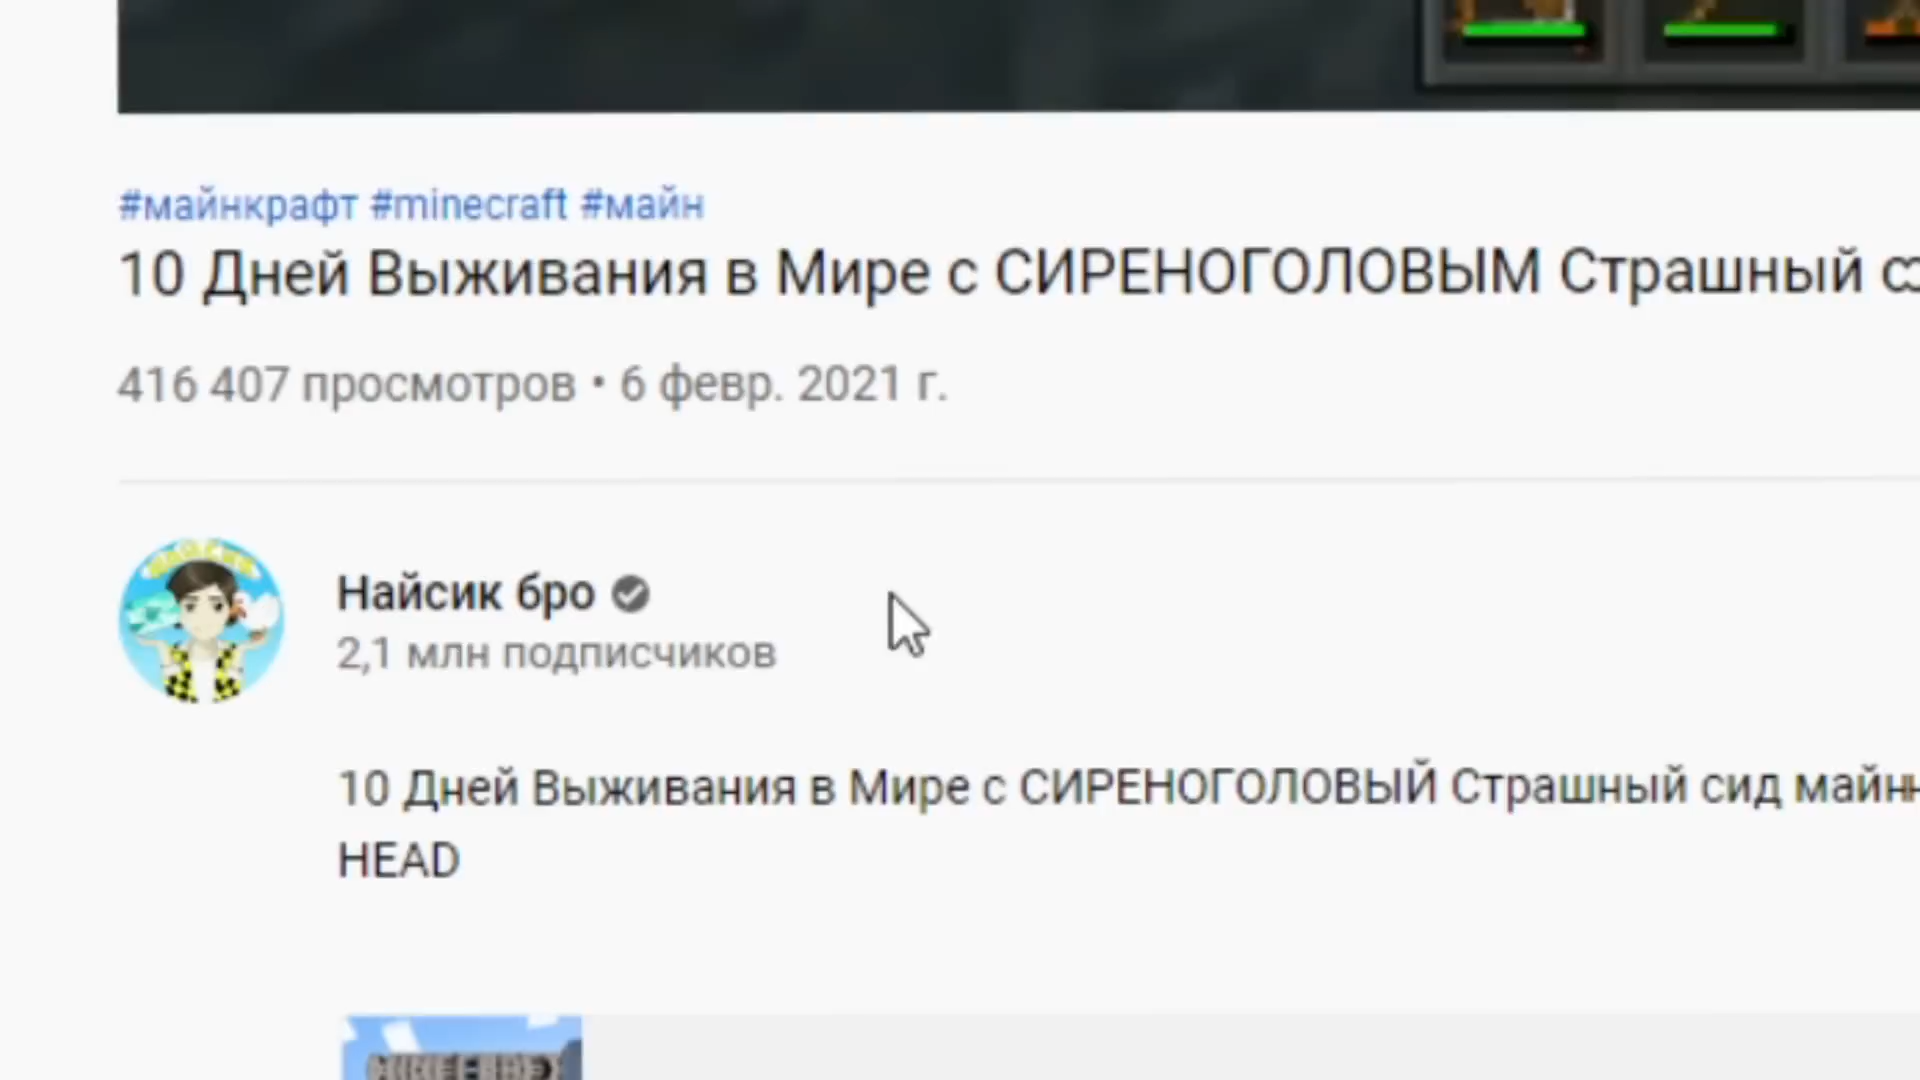 #майнкрафт #minecraft #майн
10 Дней Выживания в Мире с СИРЕНОГОЛОВЫМ Страшный
416 407 просмотров • 6 февр. 2021 г.
Найсик бро
2,1 млн подписчиков
10 Дней Выживания в Мире с СИРЕНОГОЛОВЫЙ Страшный сид
HEAD